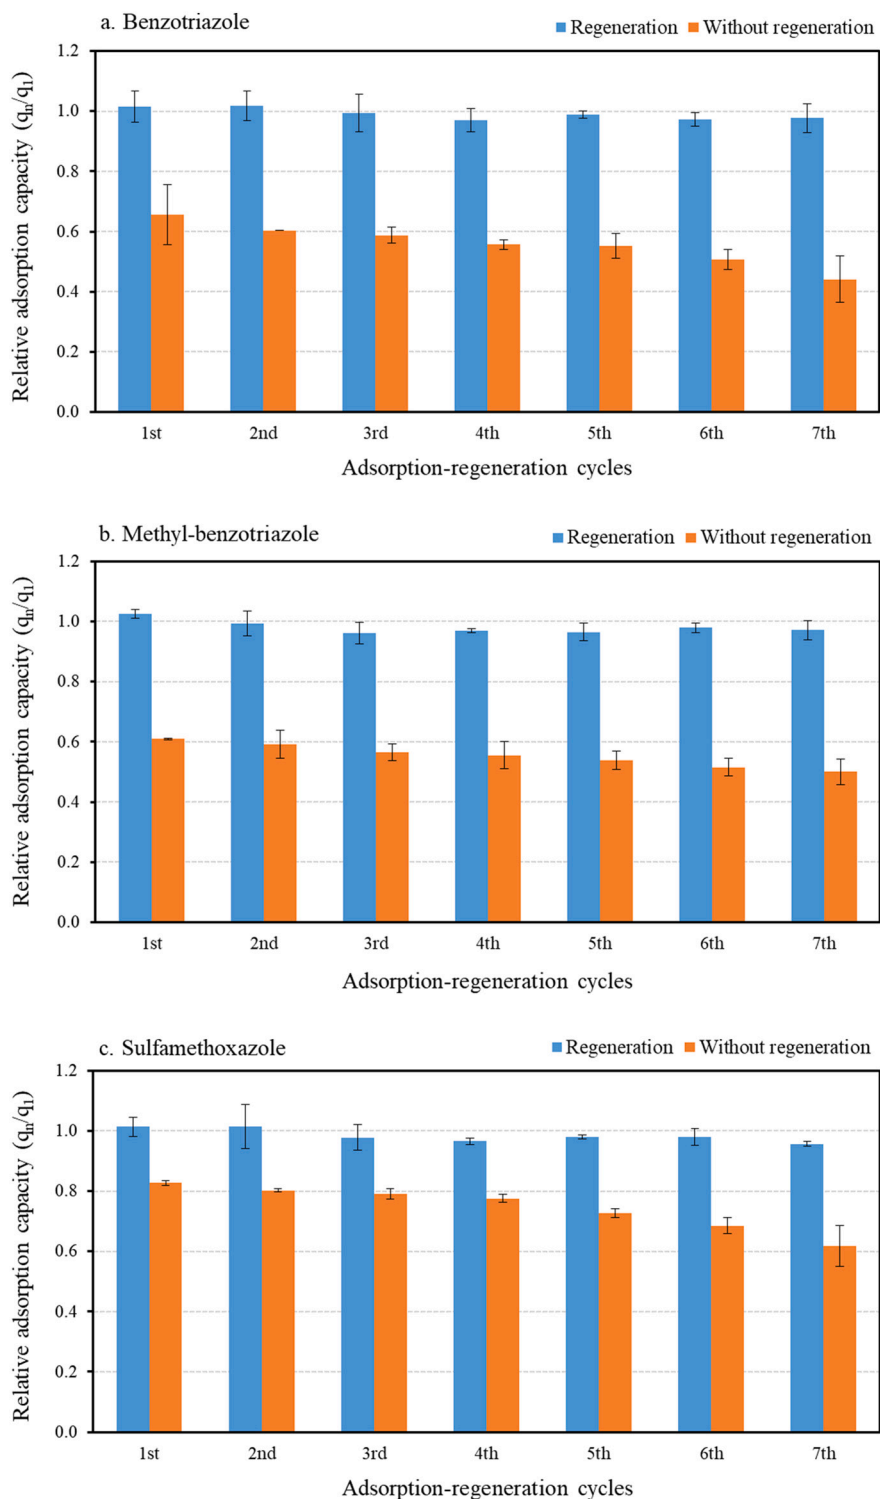 a. Benzotriazole
Regeneration Without regeneration
Relative adsorption capacity (qn/q1)
1.2
1.0
0.8
0.6
0.4
0.2
0.0
1st 2nd 3rd 4th 5th 6th 7th
Adsorption-regeneration cycles
b. Methyl-benzotriazole
Regeneration Without regeneration
Relative adsorption capacity (qn/q1)
1.2
1.0
0.8
0.6
0.4
0.2
0.0
1st 2nd 3rd 4th 5th 6th 7th
Adsorption-regeneration cycles
c. Sulfamethoxazole
Regeneration Without regeneration
Relative adsorption capacity (qn/q1)
1.2
1.0
0.8
0.6
0.4
0.2
0.0
1st 2nd 3rd 4th 5th 6th 7th
Adsorption-regeneration cycles